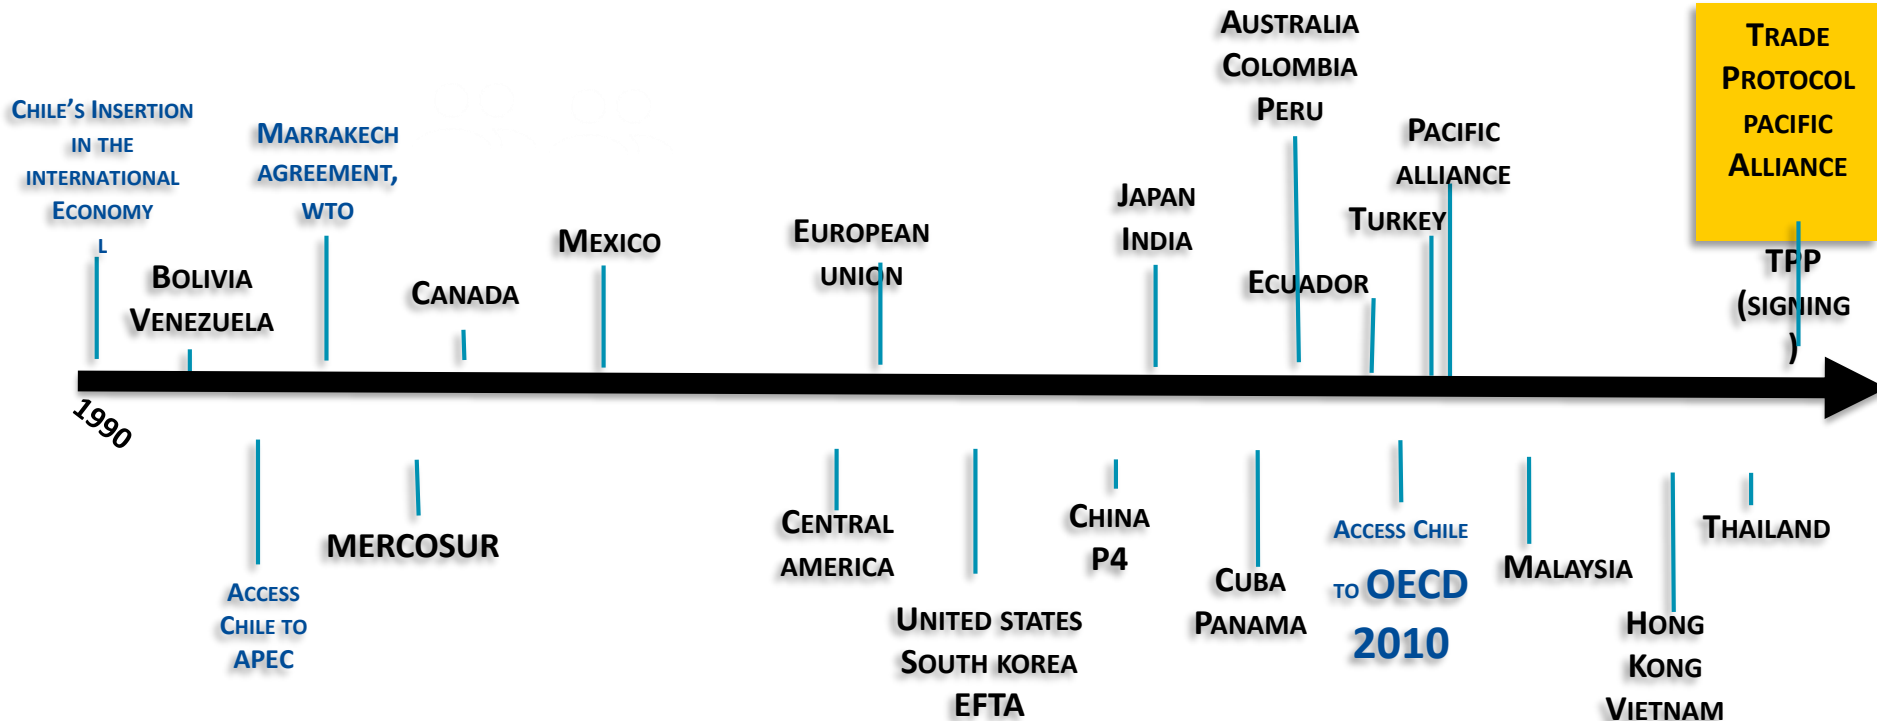 Chile's Insertion
in the
international
Economy
L
Bolivia
Venezuela
Marrakech
agreement,
WTO
Canada
Mexico
European
union
Japan
India
Australia
Colombia
Peru
Ecuador
Turkey
Pacific
alliance
Trade
Protocol
pacific
Alliance
TPP
(signing
)
1990
Access
Chile to
APEC
MERCOSUR
Central
america
United states
South korea
EFTA
China
P4
Cuba
Panama
Access Chile
to OECD
2010
Malaysia
Hong
Kong
Vietnam
Thailand